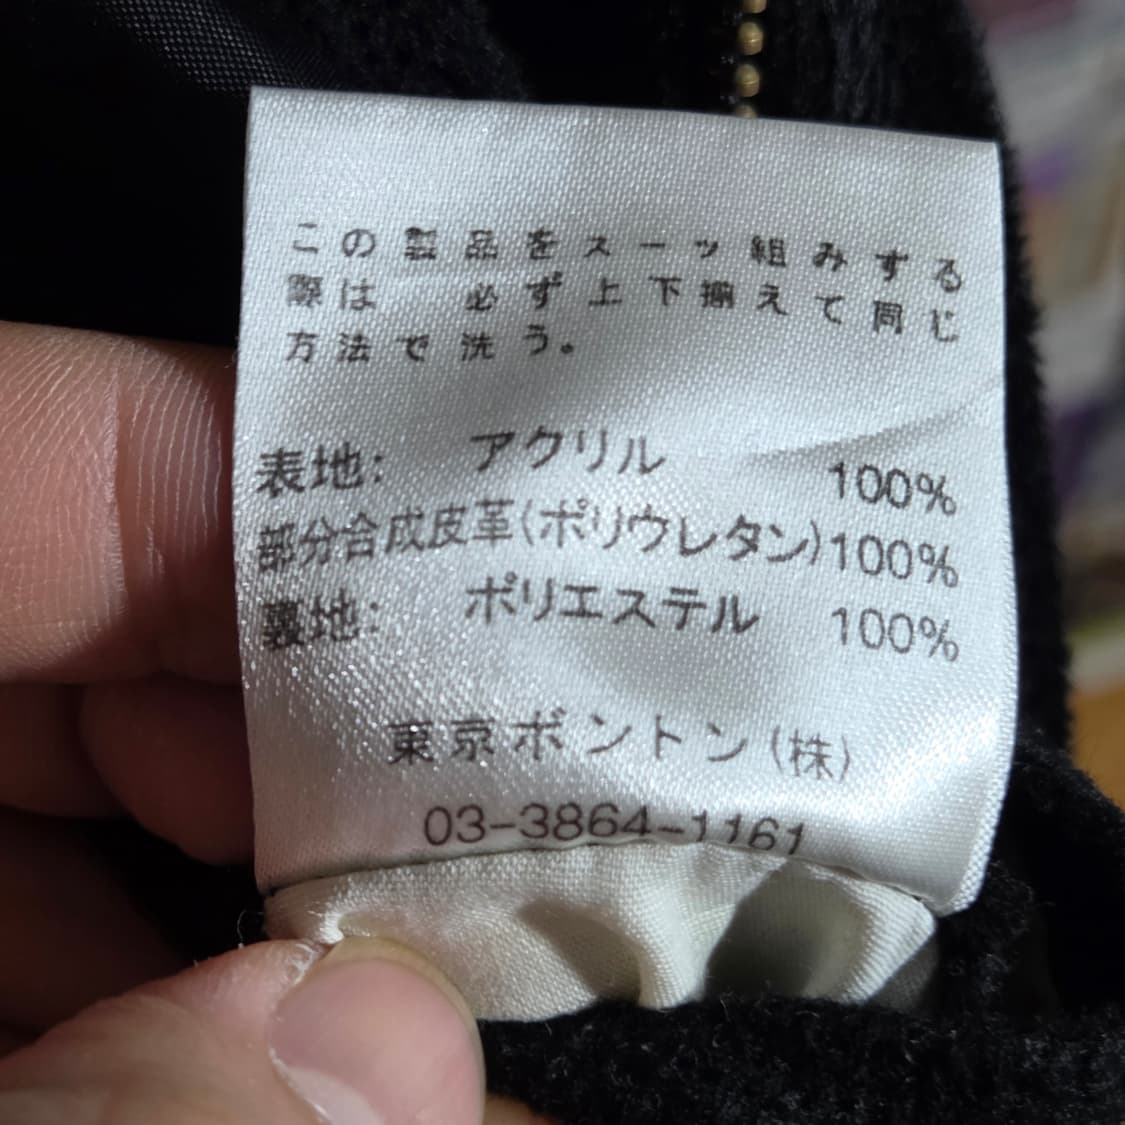 この製品をスーツ組みする
際は 必ず上下揃えて同じ
方法で洗う。
表地: アクリル 100%
部分合成皮革(ポリウレタン)100%
裏地: ポリエステル 100%
東京ボントン(株)
03-3864-1161